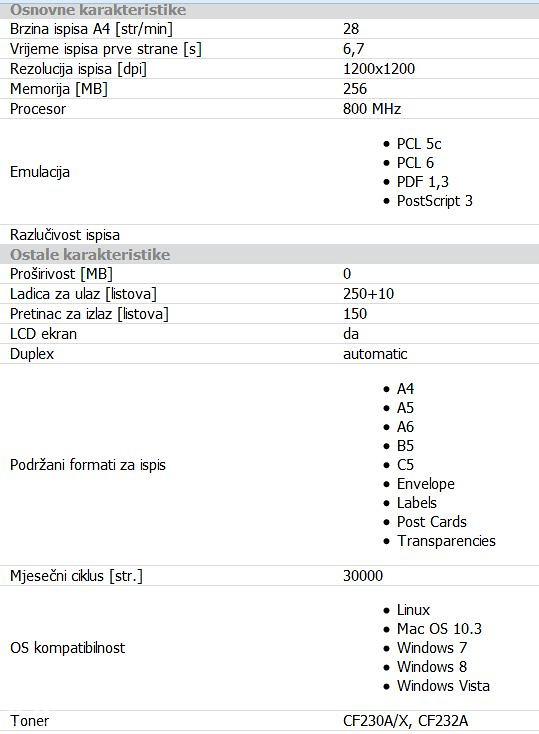 Osnovne karakteristike
Brzina ispisa A4 [str/min] 28
Vrijeme ispisa prve strane [s] 6,7
Rezolucija ispisa [dpi] 1200x1200
Memorija [MB] 256
Procesor 800 MHz
Emulacija
• PCL 5c
• PCL 6
• PDF 1,3
• PostScript 3
Razlučivost ispisa
Ostale karakteristike
Proširivost [MB] 0
Ladica za ulaz [listova] 250+10
Pretinac za izlaz [listova] 150
LCD ekran da
Duplex automatic
Podržani formati za ispis
• A4
• A5
• A6
• B5
• C5
• Envelope
• Labels
• Post Cards
• Transparencies
Mjesečni ciklus [str.] 30000
OS kompatibilnost
• Linux
• Mac OS 10.3
• Windows 7
• Windows 8
• Windows Vista
Toner CF230A/X, CF232A